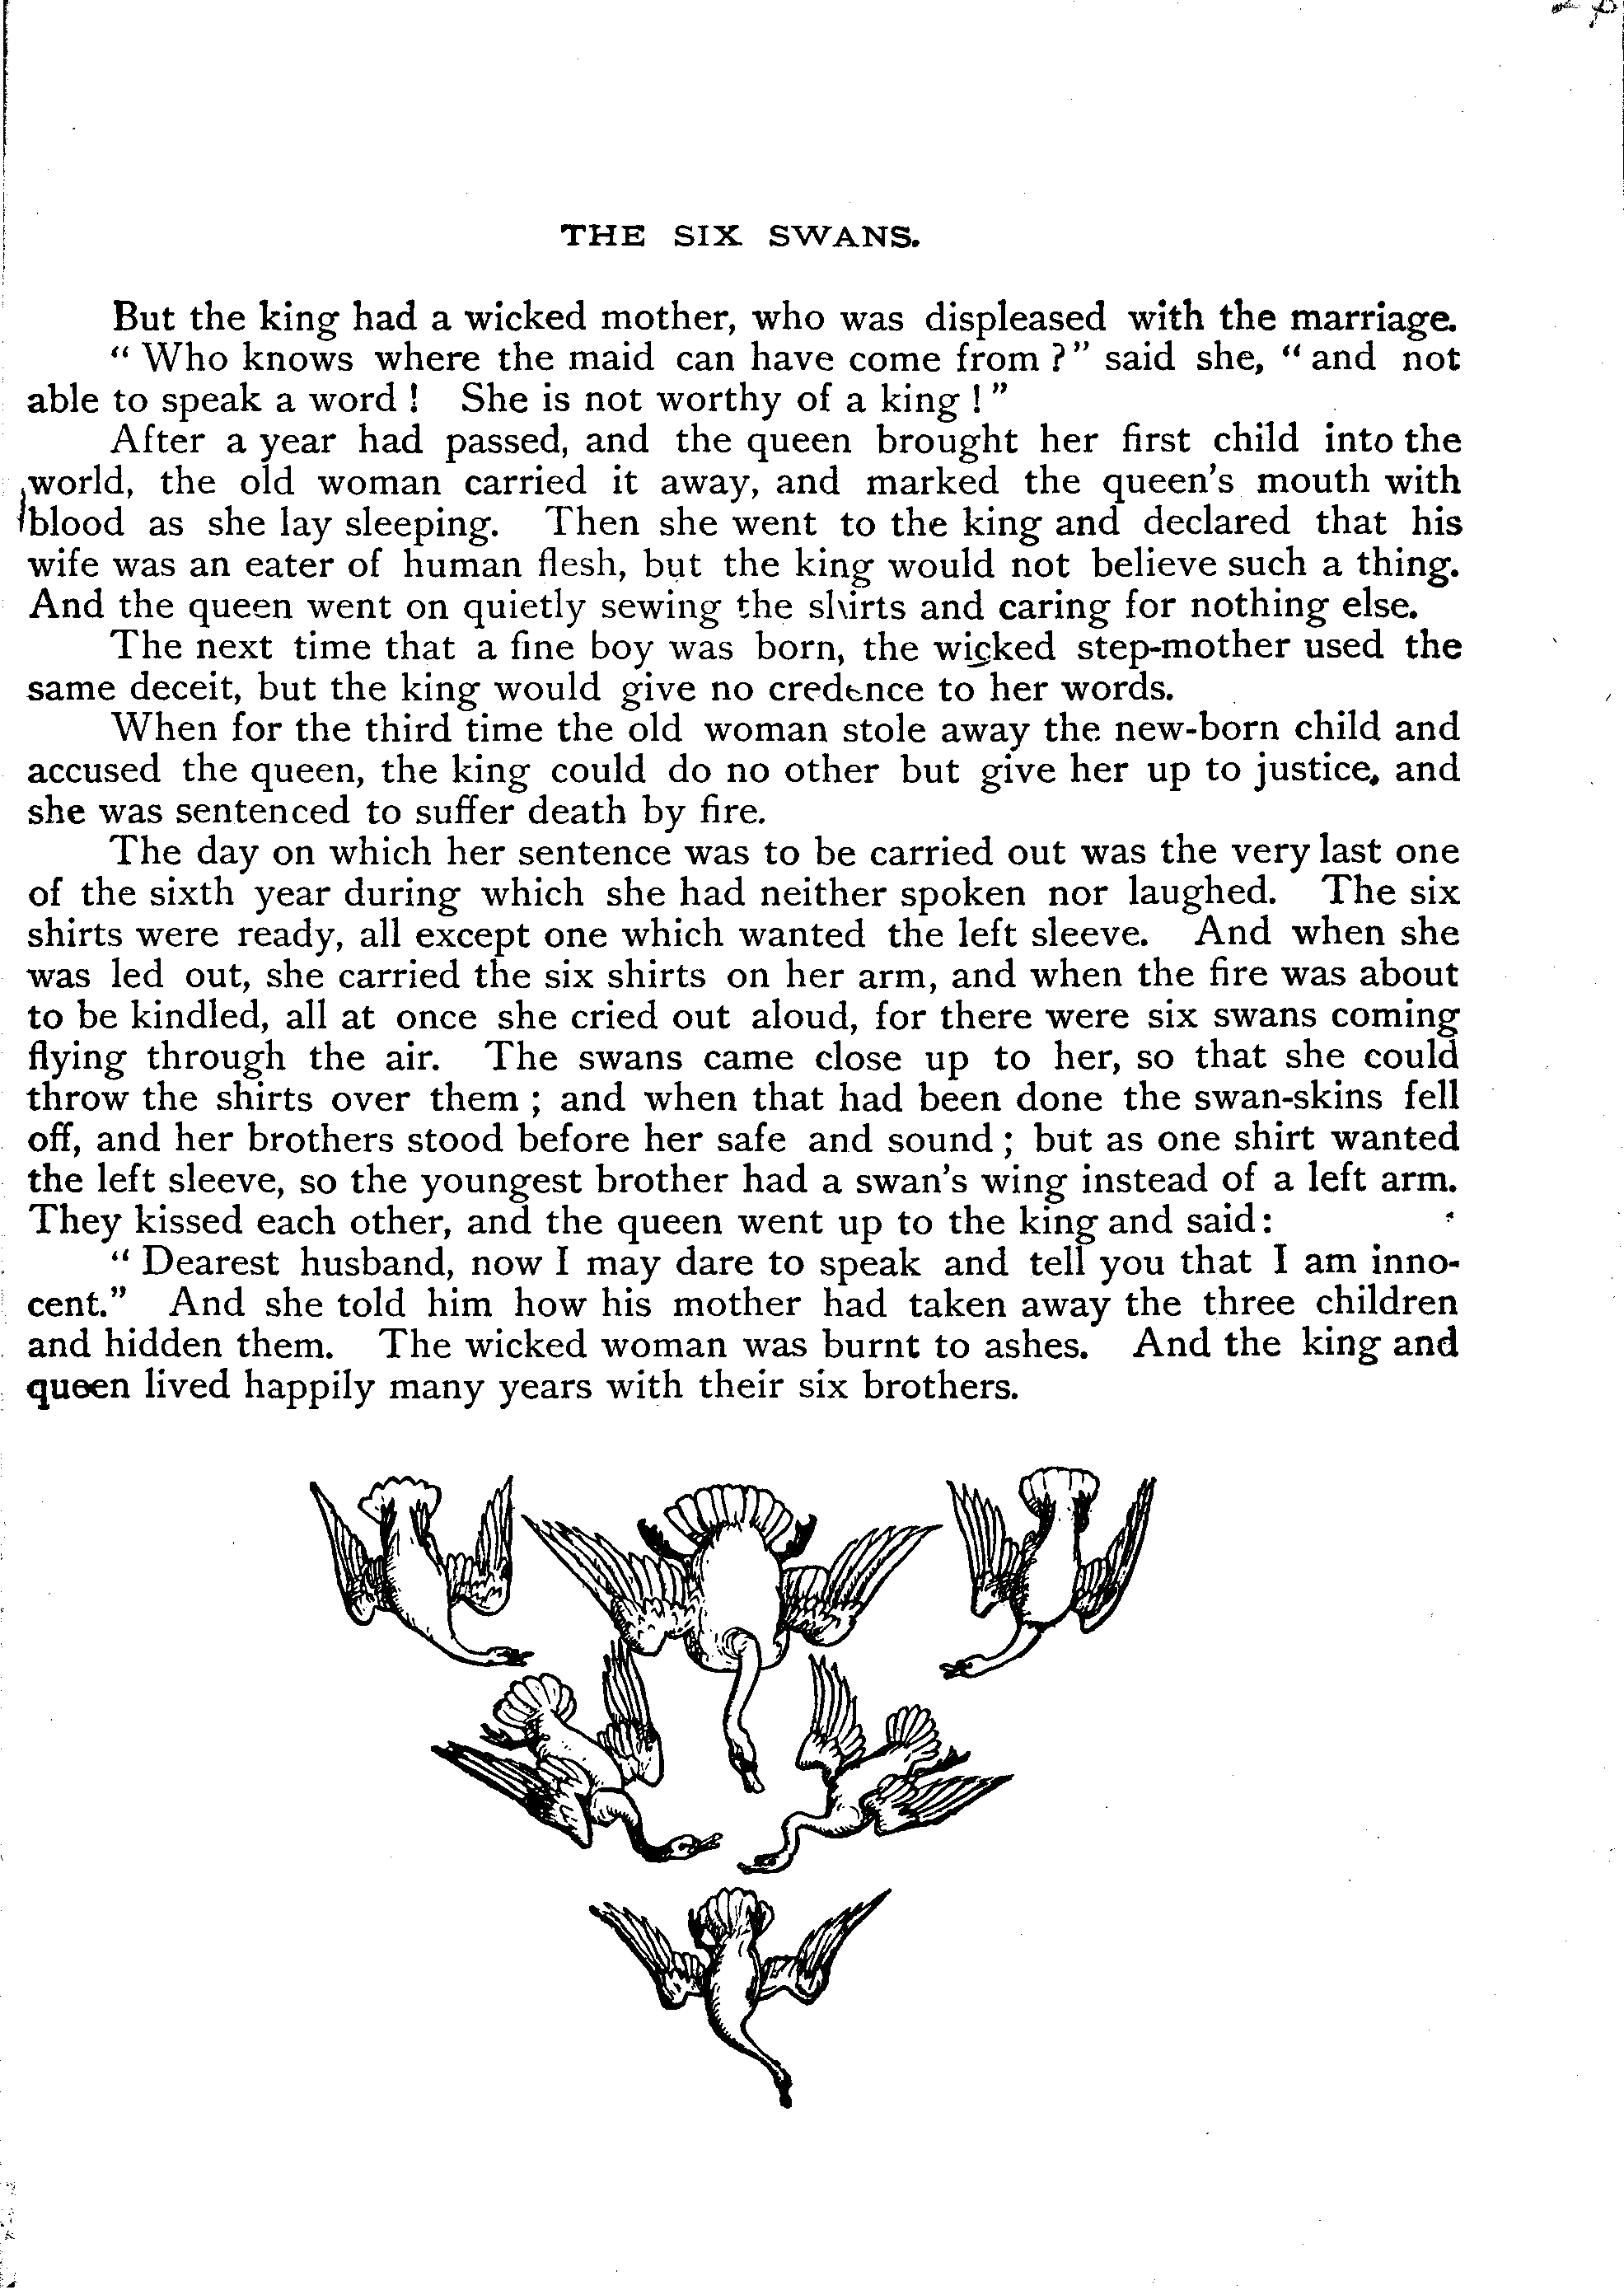 THE SIX SWANS.
But the king had a wicked mother, who was displeased with the marriage.
“ Who knows where the maid can have come from ?” said she, “ and not
able to speak a word ! She is not worthy of a king ! ”
After a year had passed, and the queen brought her first child into the
world, the old woman carried it away, and marked the queen's mouth with
blood as she lay sleeping. Then she went to the king and declared that his
wife was an eater of human flesh, but the king would not believe such a thing.
And the queen went on quietly sewing the shirts and caring for nothing else.
The next time that a fine boy was born, the wicked step-mother used the
same deceit, but the king would give no credence to her words.
When for the third time the old woman stole away the new-born child and
accused the queen, the king could do no other but give her up to justice, and
she was sentenced to suffer death by fire.
The day on which her sentence was to be carried out was the very last one
of the sixth year during which she had neither spoken nor laughed. The six
shirts were ready, all except one which wanted the left sleeve. And when she
was led out, she carried the six shirts on her arm, and when the fire was about
to be kindled, all at once she cried out aloud, for there were six swans coming
flying through the air. The swans came close up to her, so that she could
throw the shirts over them ; and when that had been done the swan-skins fell
off, and her brothers stood before her safe and sound ; but as one shirt wanted
the left sleeve, so the youngest brother had a swan's wing instead of a left arm.
They kissed each other, and the queen went up to the king and said :
“ Dearest husband, now I may dare to speak and tell you that I am inno-
cent.” And she told him how his mother had taken away the three children
and hidden them. The wicked woman was burnt to ashes. And the king and
queen lived happily many years with their six brothers.